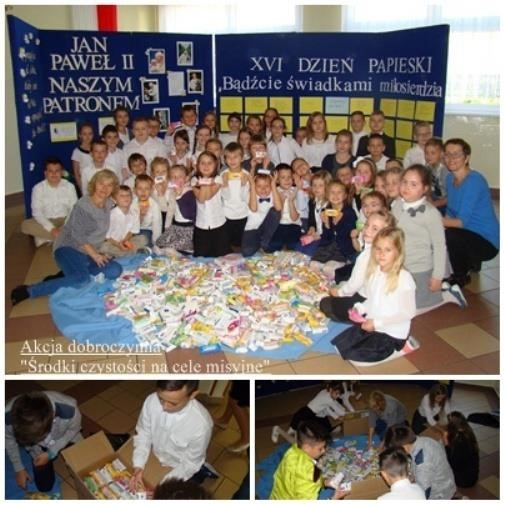 JAN
PAWEŁ II
NASZYM
PATRONEM
XVI DZIEŃ PAPIESKI
Bądźcie świadkami miłosierdzia
Akcja dobroczynna
"Środki czystości na cele misyjne"